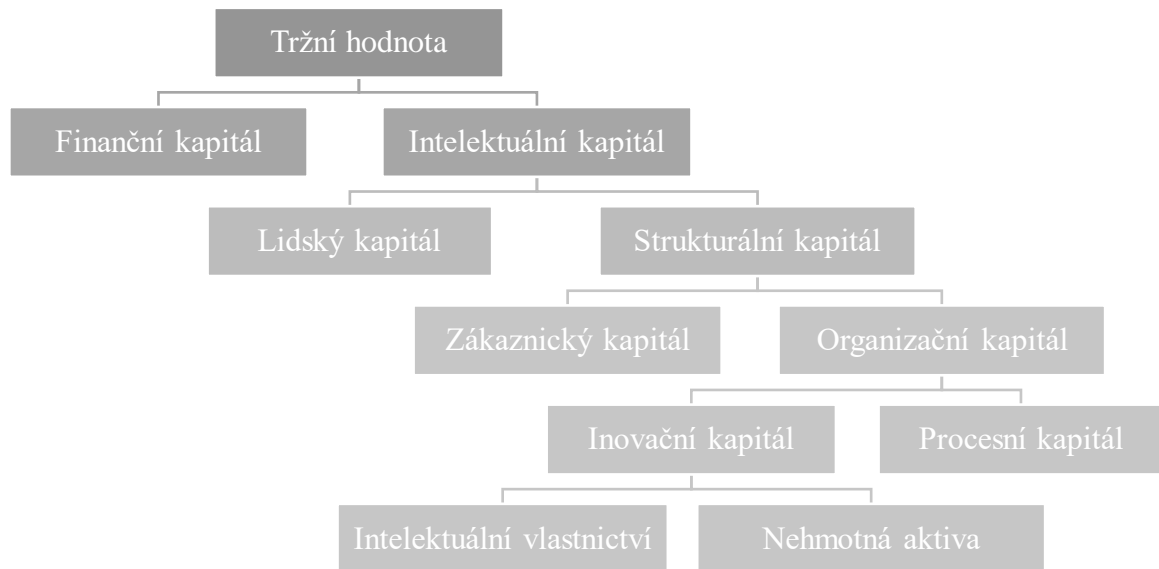 Tržní hodnota
Finanční kapitál
Intelektuální kapitál
Lidský kapitál
Strukturální kapitál
Zákaznický kapitál
Organizační kapitál
Inovační kapitál
Procesní kapitál
Intelektuální vlastnictví
Nehmotná aktiva